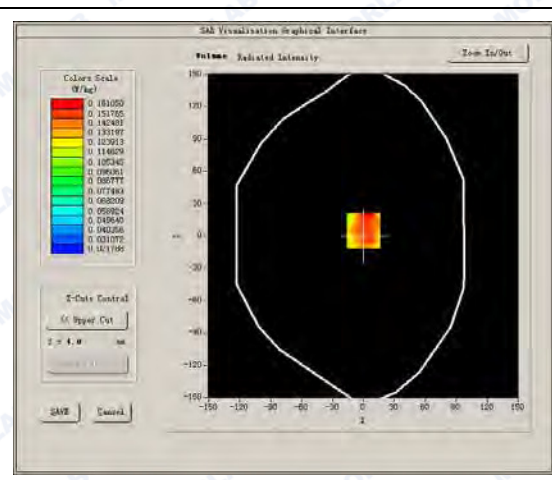 SAR Visualisation Graphical Interface
Volume Radiated Intensity
Zoom In/Out
Colors Scale
(W/kg)
0.161050
0.151765
0.142481
0.133197
0.123913
0.114629
0.105345
0.096061
0.086777
0.077493
0.068209
0.058924
0.049640
0.040356
0.031072
0.021788
150
120
90
60
30
0
-30
-60
-90
-120
-150
-150 -120 -90 -60 -30 0 30 60 90 120 150
X
Z-Cuts Control
<< Upper Cut
Z = 4.0 mm
SAVE
Cancel